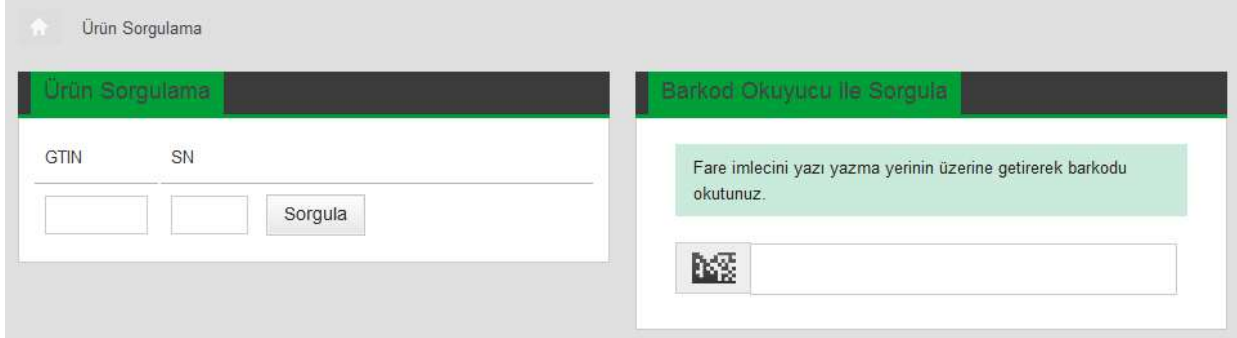 Ürün Sorgulama
Ürün Sorgulama
GTIN SN
Sorgula
Barkod Okuyucu ile Sorgula
Fare imlecini yazı yazma yerinin üzerine getirerek barkodu
okutunuz.